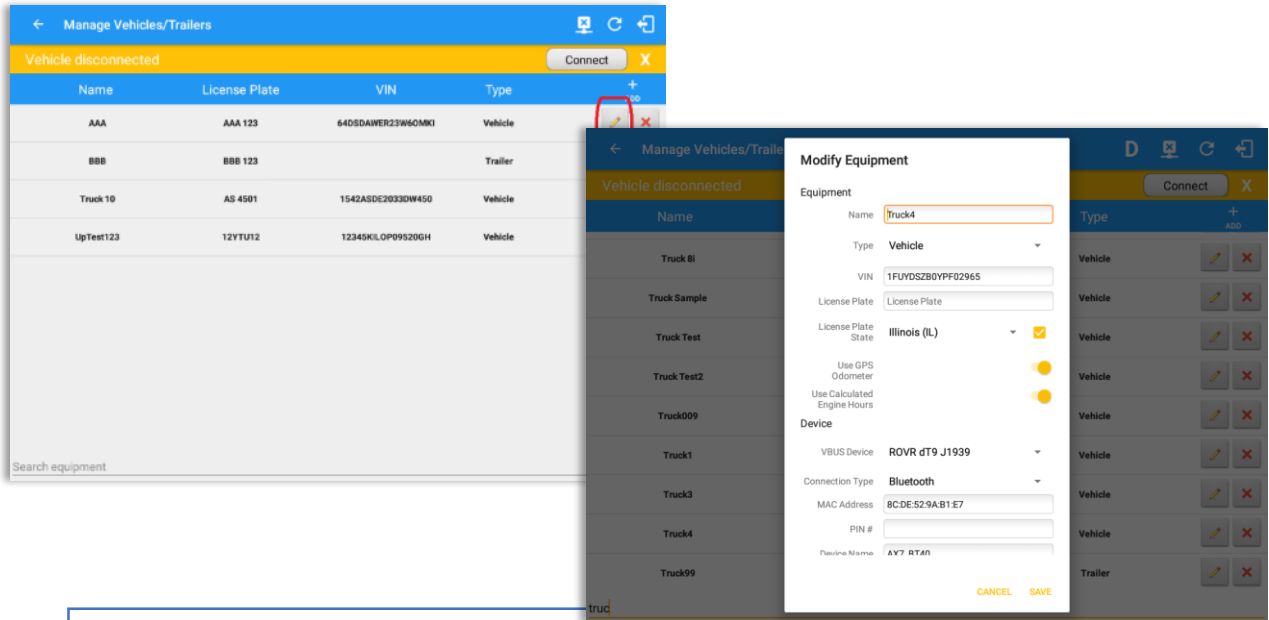 Manage Vehicles/Trailers
Vehicle disconnected Connect X
Name License Plate VIN Type +
AAA AAA 123 64DSDAWER23W6OMKI Vehicle
BBB BBB 123 Trailer
Truck 10 AS 4501 1542ASDE2033DW450 Vehicle
UpTest123 12YTU12 12345KILOP09520GH Vehicle
Search equipment
Manage Vehicles/Traile D
Vehicle disconnected Connect X
Name Type + ADD
Truck 8i Vehicle
Truck Sample Vehicle
Truck Test Vehicle
Truck Test2 Vehicle
Truck009 Vehicle
Truck1 Vehicle
Truck3 Vehicle
Truck4 Vehicle
Truck99 Trailer
truc
Modify Equipment
Equipment
Name Truck4
Type Vehicle
VIN 1FUYDSZB0YPF02965
License Plate License Plate
License Plate
State Illinois (IL)
Use GPS
Odometer
Use Calculated
Engine Hours
Device
VBUS Device ROVR dT9 J1939
Connection Type Bluetooth
MAC Address 8C:DE:52:9A:B1:E7
PIN #
Device Name AX7_BT40
CANCEL SAVE